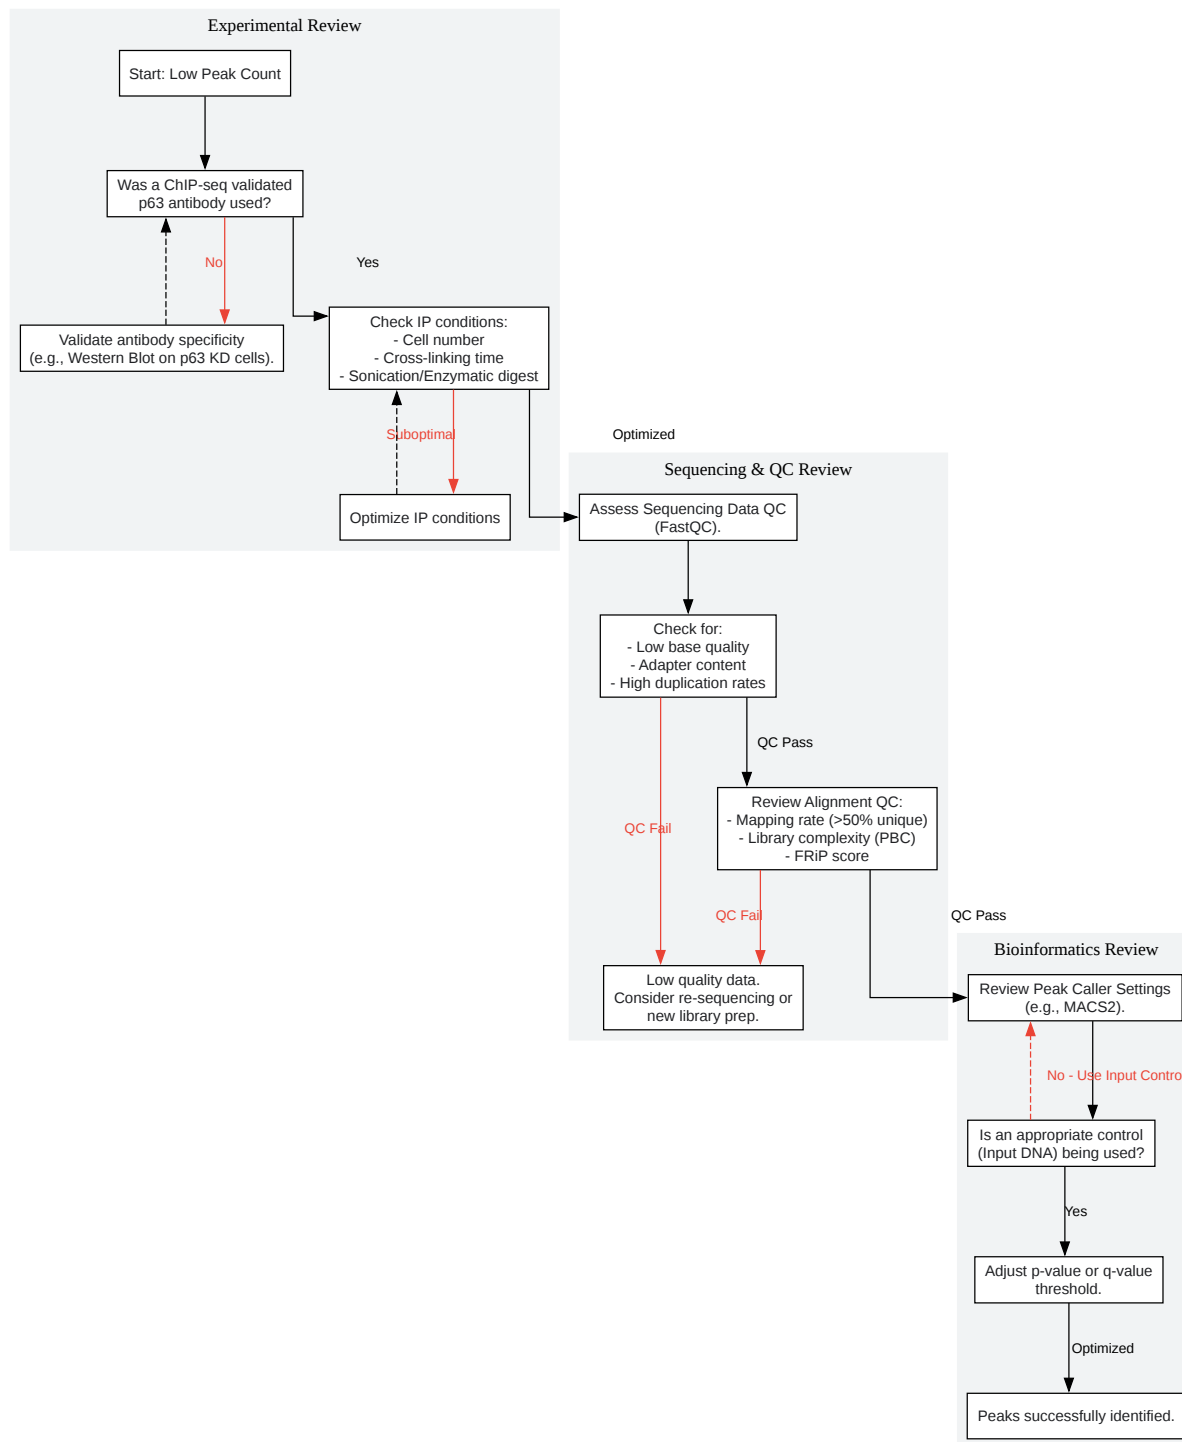 Experimental Review
Start: Low Peak Count
Was a ChIP-seq validated
p63 antibody used?
No
Yes
Validate antibody specificity
(e.g., Western Blot on p63 KD cells).
Check IP conditions:
- Cell number
- Cross-linking time
- Sonication/Enzymatic digest
Suboptimal
Optimized
Optimize IP conditions
Sequencing & QC Review
Assess Sequencing Data QC
(FastQC).
Check for:
- Low base quality
- Adapter content
- High duplication rates
QC Pass
QC Fail
Review Alignment QC:
- Mapping rate (>50% unique)
- Library complexity (PBC)
- FRiP score
QC Fail
QC Pass
Low quality data.
Consider re-sequencing or
new library prep.
Bioinformatics Review
Review Peak Caller Settings
(e.g., MACS2).
No - Use Input Contro
Is an appropriate control
(Input DNA) being used?
Yes
Adjust p-value or q-value
threshold.
Optimized
Peaks successfully identified.